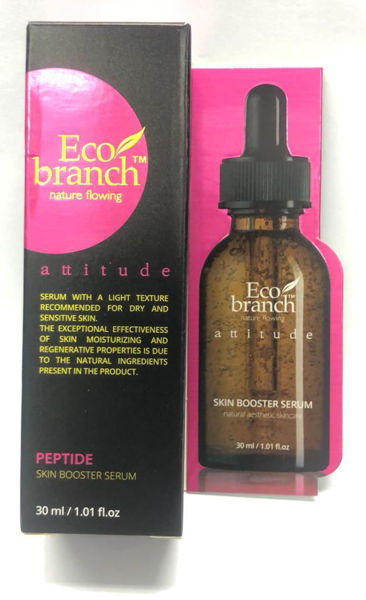 Eco
branch™
nature flowing
attitude
SERUM WITH A LIGHT TEXTURE
RECOMMENDED FOR DRY AND
SENSITIVE SKIN.
THE EXCEPTIONAL EFFECTIVENESS
OF SKIN MOISTURIZING AND
REGENERATIVE PROPERTIES IS DUE
TO THE NATURAL INGREDIENTS
PRESENT IN THE PRODUCT.
PEPTIDE
SKIN BOOSTER SERUM
30 ml / 1.01 fl.oz
Eco
branch™
nature flowing
attitude
SKIN BOOSTER SERUM
natural aesthetic skincare
30 ml / 1.01 fl.oz